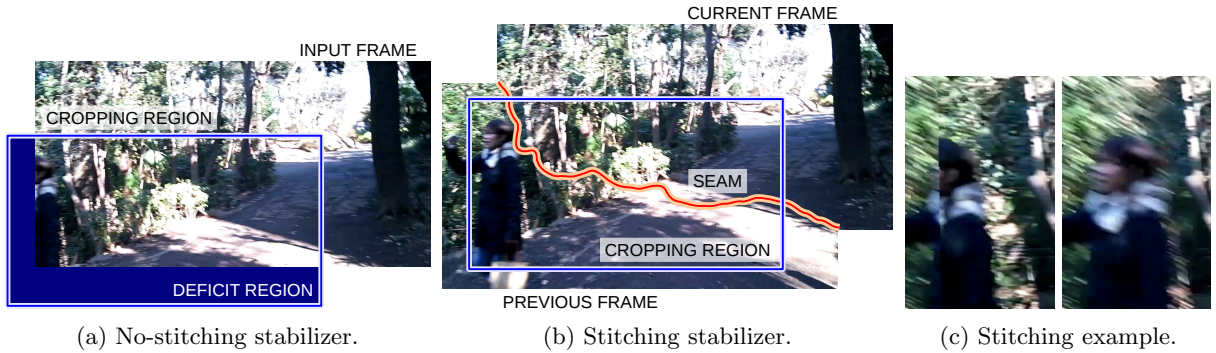 INPUT FRAME
CROPPING REGION
DEFICIT REGION
(a) No-stitching stabilizer.
CURRENT FRAME
SEAM
CROPPING REGION
PREVIOUS FRAME
(b) Stitching stabilizer.
(c) Stitching example.